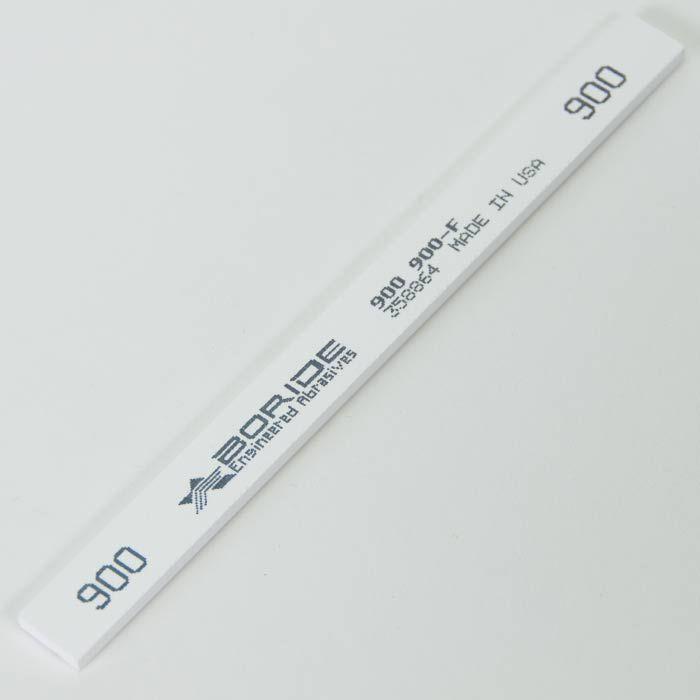 900
BORIDE
Engineered Abrasives
900 900-F
358864 MADE IN USA
900